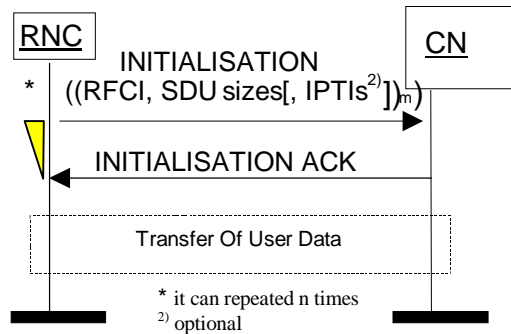 RNC
CN
INITIALISATION
* ((RFCI, SDU sizes[, IPTIs2)])m)
INITIALISATION ACK
Transfer Of User Data
* it can repeated n times
2) optional